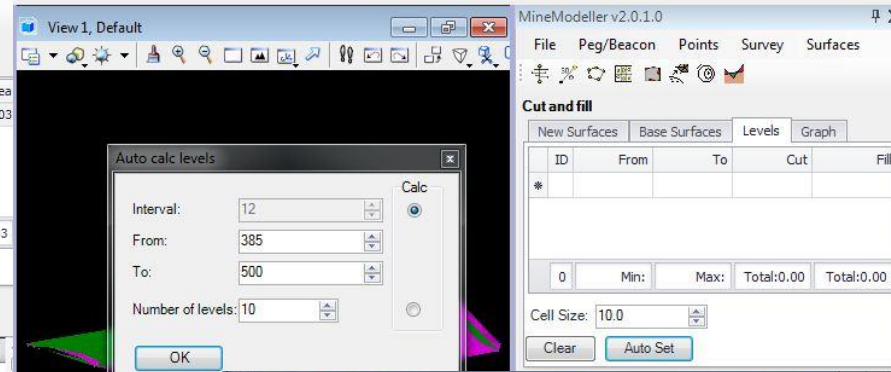 View 1, Default
MineModeller v2.0.1.0
File Peg/Beacon Points Survey Surfaces
Cut and fill
New Surfaces Base Surfaces Levels Graph
ID From To Cut Fill
0 Min: Max: Total:0.00 Total:0.00
Cell Size: 10.0
Clear Auto Set
Auto calc levels
Calc
Interval: 12
From: 385
To: 500
Number of levels: 10
OK
ea
03
3